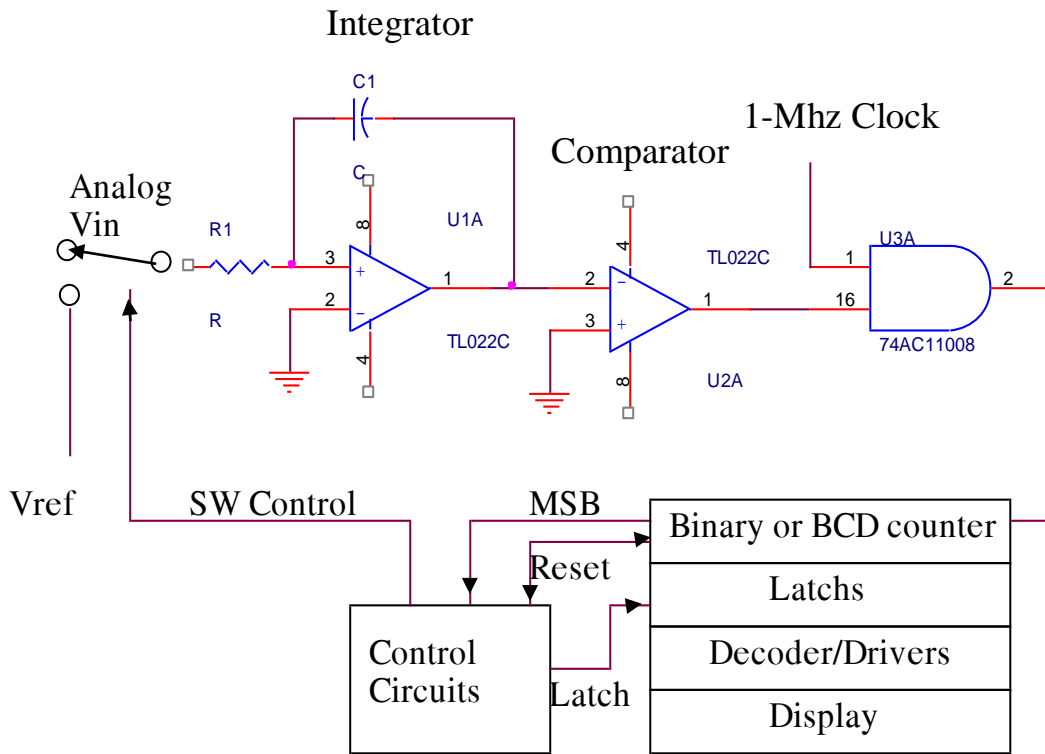 Integrator
C1
1-Mhz Clock
Comparator
C
Analog
Vin
8
U1A
4
TL022C
U3A
R1
3
+
1
2
−
1
2
R
2
−
TL022C
4
3
+
1
16
74AC11008
8
U2A
Vref
SW Control
MSB
Binary or BCD counter
Reset
Latchs
Control
Circuits
Decoder/Drivers
Latch
Display